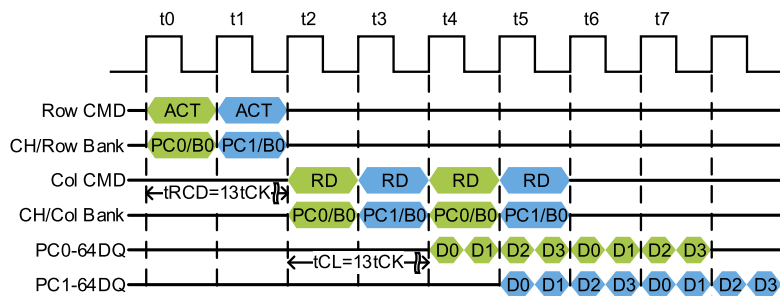 t0 t1 t2 t3 t4 t5 t6 t7
Row CMD ACT ACT
CH/Row Bank PC0/B0 PC1/B0
Col CMD RD RD RD RD
tRCD=13tCK
CH/Col Bank PC0/B0 PC1/B0 PC0/B0 PC1/B0
PC0-64DQ D0 D1 D2 D3 D0 D1 D2 D3
tCL=13tCK
PC1-64DQ D0 D1 D2 D3 D0 D1 D2 D3